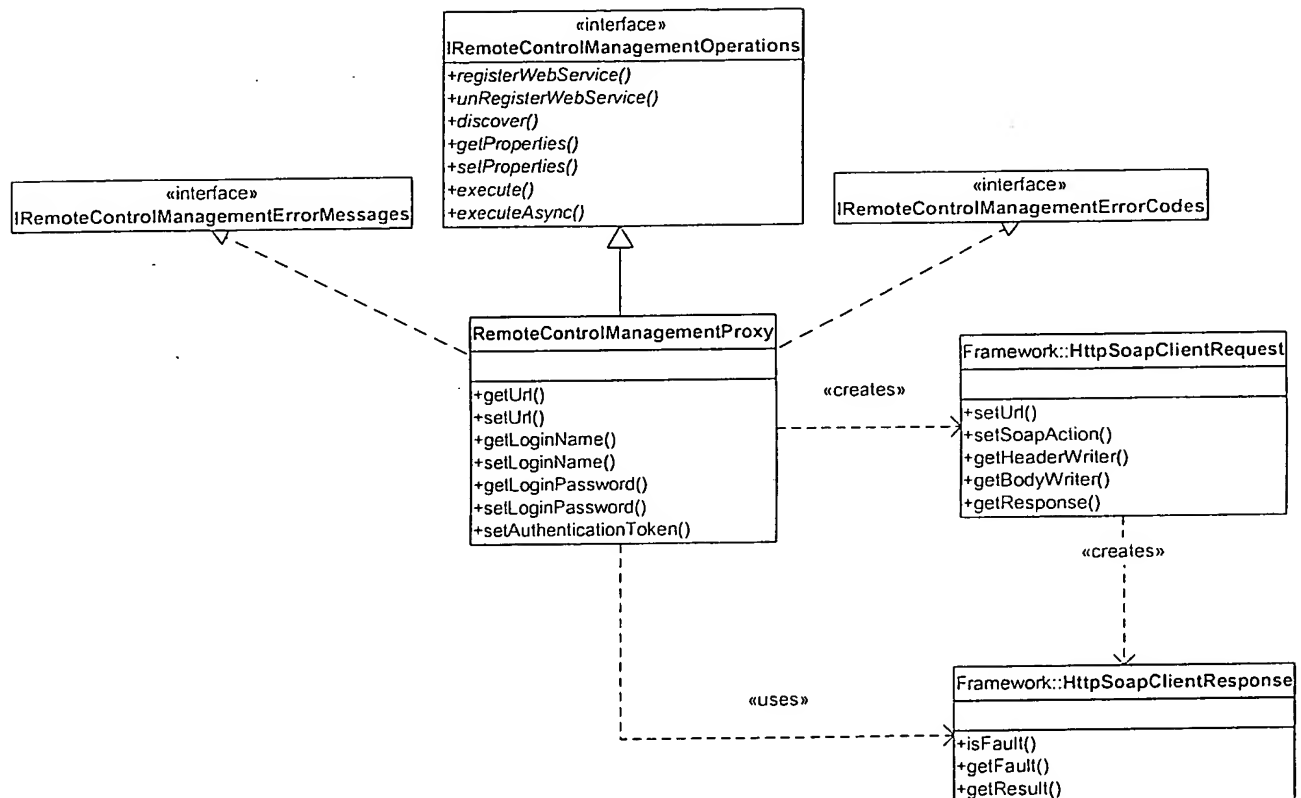 «interface»
IRemoteControlManagementOperations
+registerWebService()
+unRegisterWebService()
+discover()
+getProperties()
+setProperties()
+execute()
+executeAsync()
«interface»
IRemoteControlManagementErrorMessages
«interface»
IRemoteControlManagementErrorCodes
RemoteControlManagementProxy
+getUrl()
+setUrl()
+getLoginName()
+setLoginName()
+getLoginPassword()
+setLoginPassword()
+setAuthenticationToken()
«creates»
Framework::HttpSoapClientRequest
+setUrl()
+setSoapAction()
+getHeaderWriter()
+getBodyWriter()
+getResponse()
«creates»
«uses»
Framework::HttpSoapClientResponse
+isFault()
+getFault()
+getResult()